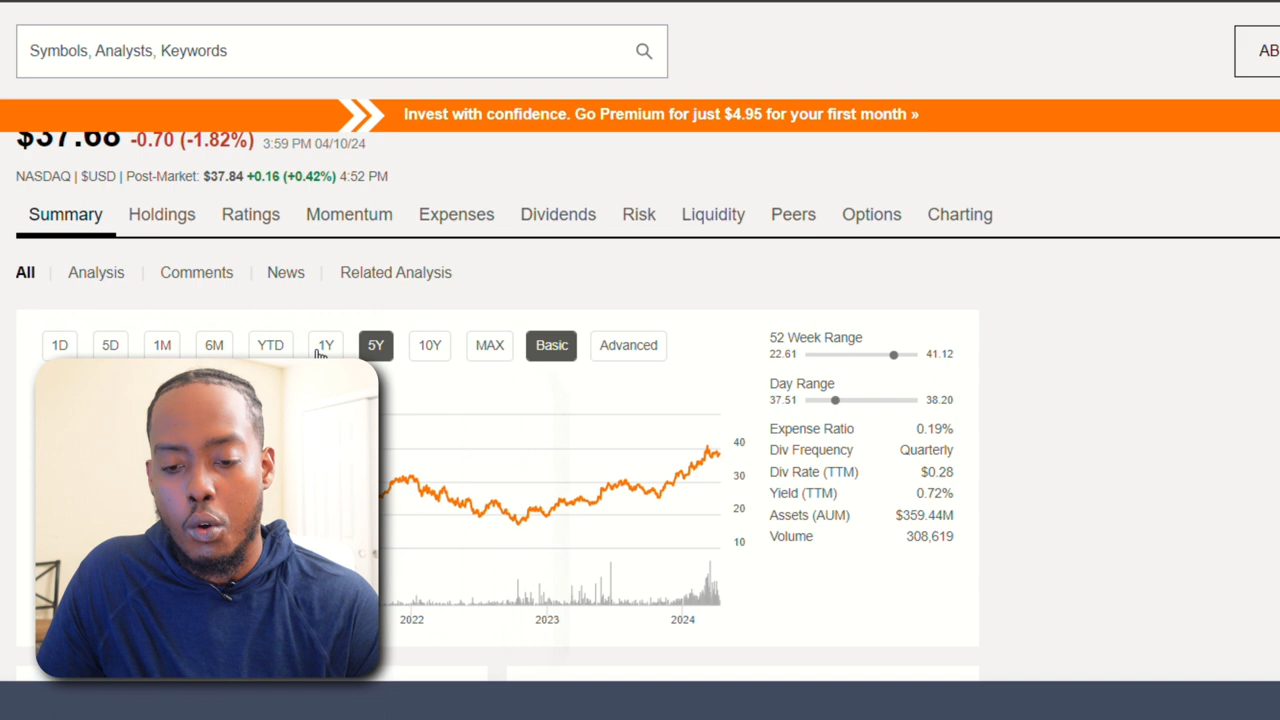 Symbols, Analysts, Keywords
AB
Invest with confidence. Go Premium for just $4.95 for your first month »
$37.68 -0.70 (-1.82%) 3:59 PM 04/10/24
NASDAQ | $USD | Post-Market: $37.84 +0.16 (+0.42%) 4:52 PM
Summary Holdings Ratings Momentum Expenses Dividends Risk Liquidity Peers Options Charting
All | Analysis | Comments | News | Related Analysis
1D 5D 1M 6M YTD 1Y 5Y 10Y MAX Basic Advanced
52 Week Range
22.61 41.12
Day Range
37.51 38.20
Expense Ratio 0.19%
Div Frequency Quarterly
Div Rate (TTM) $0.28
Yield (TTM) 0.72%
Assets (AUM) $359.44M
Volume 308,619
40
30
20
10
2022 2023 2024